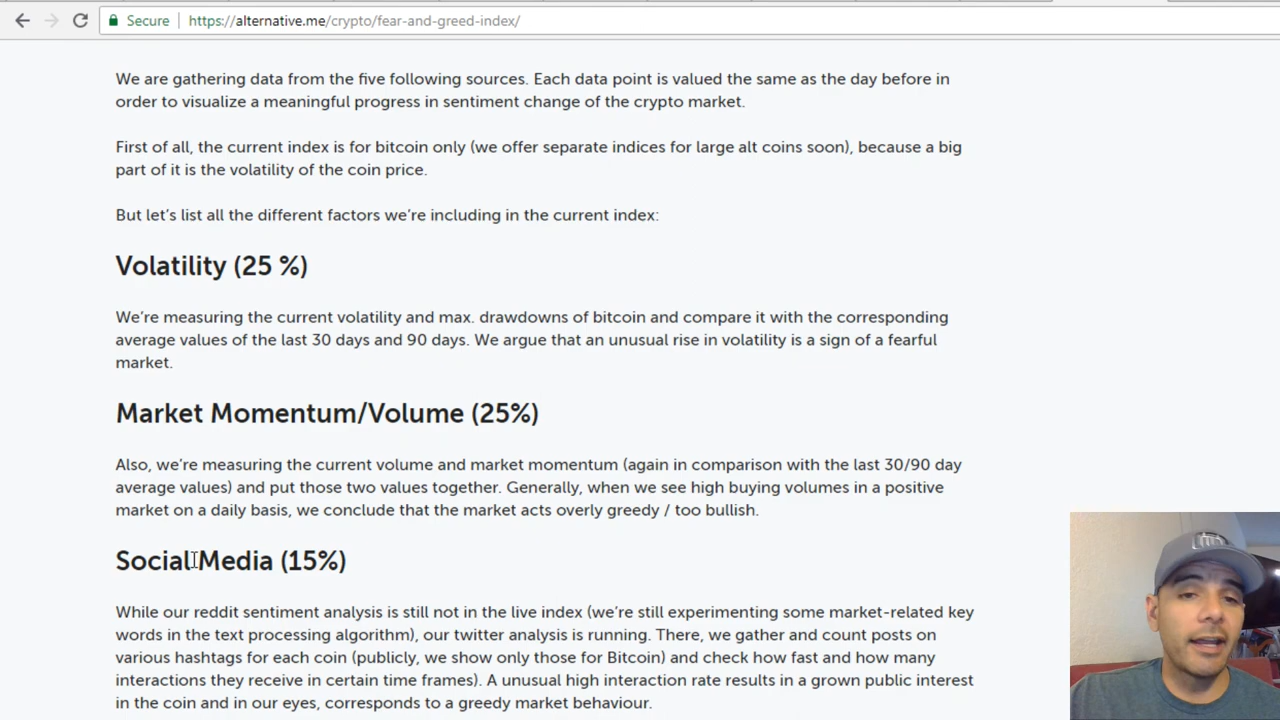 Secure https://alternative.me/crypto/fear-and-greed-index/
We are gathering data from the five following sources. Each data point is valued the same as the day before in
order to visualize a meaningful progress in sentiment change of the crypto market.
First of all, the current index is for bitcoin only (we offer separate indices for large alt coins soon), because a big
part of it is the volatility of the coin price.
But let’s list all the different factors we’re including in the current index:
Volatility (25 %)
We’re measuring the current volatility and max. drawdowns of bitcoin and compare it with the corresponding
average values of the last 30 days and 90 days. We argue that an unusual rise in volatility is a sign of a fearful
market.
Market Momentum/Volume (25%)
Also, we’re measuring the current volume and market momentum (again in comparison with the last 30/90 day
average values) and put those two values together. Generally, when we see high buying volumes in a positive
market on a daily basis, we conclude that the market acts overly greedy / too bullish.
Social Media (15%)
While our reddit sentiment analysis is still not in the live index (we’re still experimenting some market-related key
words in the text processing algorithm), our twitter analysis is running. There, we gather and count posts on
various hashtags for each coin (publicly, we show only those for Bitcoin) and check how fast and how many
interactions they receive in certain time frames). A unusual high interaction rate results in a grown public interest
in the coin and in our eyes, corresponds to a greedy market behaviour.